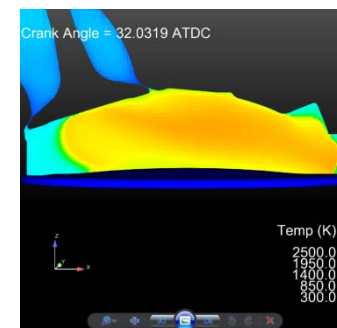 Crank Angle = 32.0319 ATDC
z
Y
x
Temp (K)
2500.0
1950.0
1400.0
850.0
300.0